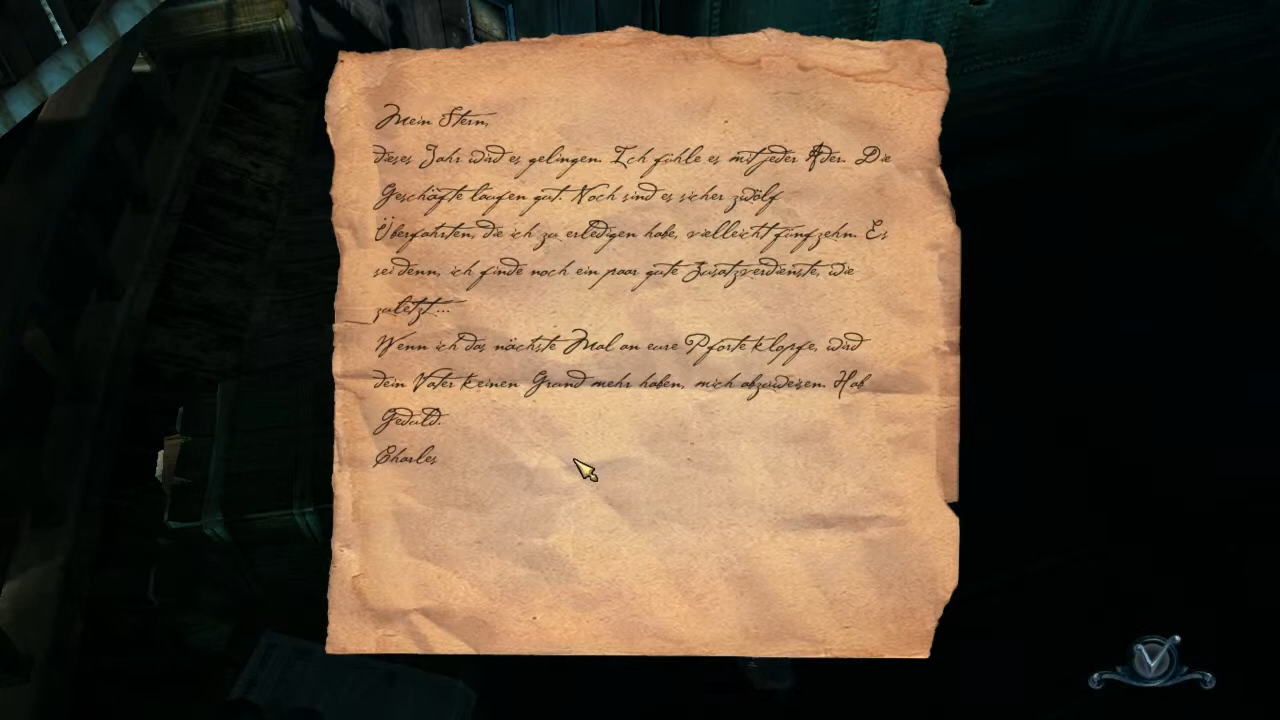 Mein Stern,
dieses Jahr wird es gelingen. Ich fühle es mit jeder Ader. Die
Geschäfte laufen gut. Noch sind es sicher zwölf
Überfahrten, die ich zu erledigen habe, vielleicht fünfzehn. Es
sei denn, ich finde noch ein paar gute Zusatzverdienste, wie
zuletzt...
Wenn ich das nächste Mal an eure Pforte klopfe, wird
dein Vater keinen Grund mehr haben, mich abzuweisen. Hab
Geduld.
Charles